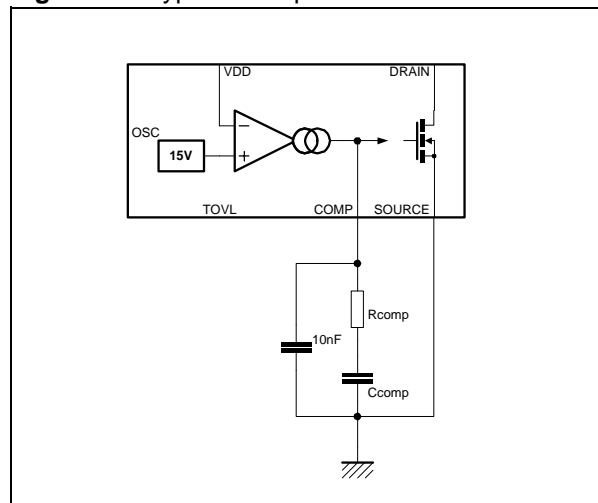 VDD DRAIN
OSC
15V
TOVL COMP SOURCE
Rcomp
10nF
Ccomp